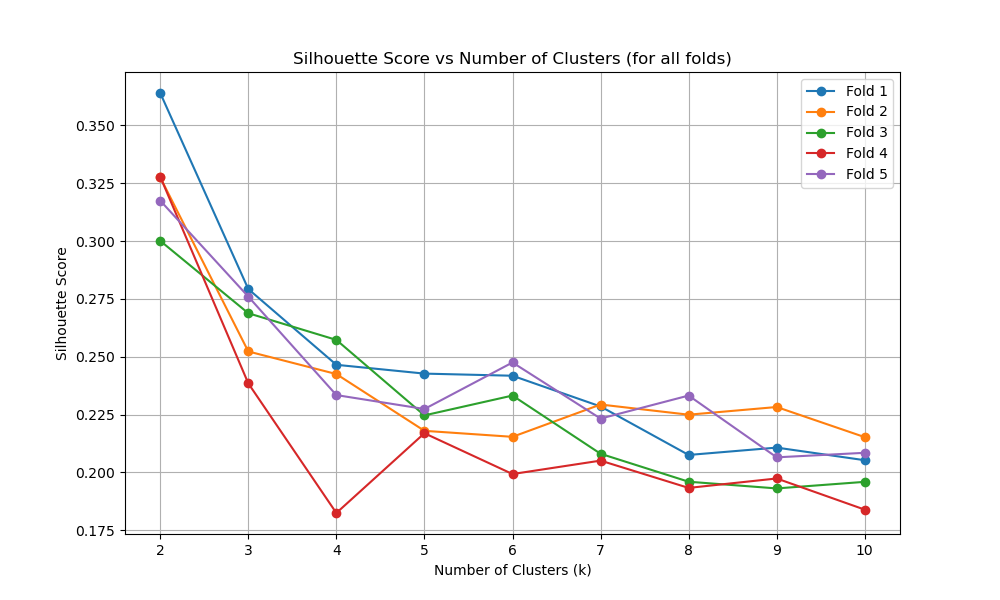 Silhouette Score vs Number of Clusters (for all folds)
Fold 1
Fold 2
Fold 3
Fold 4
Fold 5
Silhouette Score
0.350
0.325
0.300
0.275
0.250
0.225
0.200
0.175
2 3 4 5 6 7 8 9 10
Number of Clusters (k)